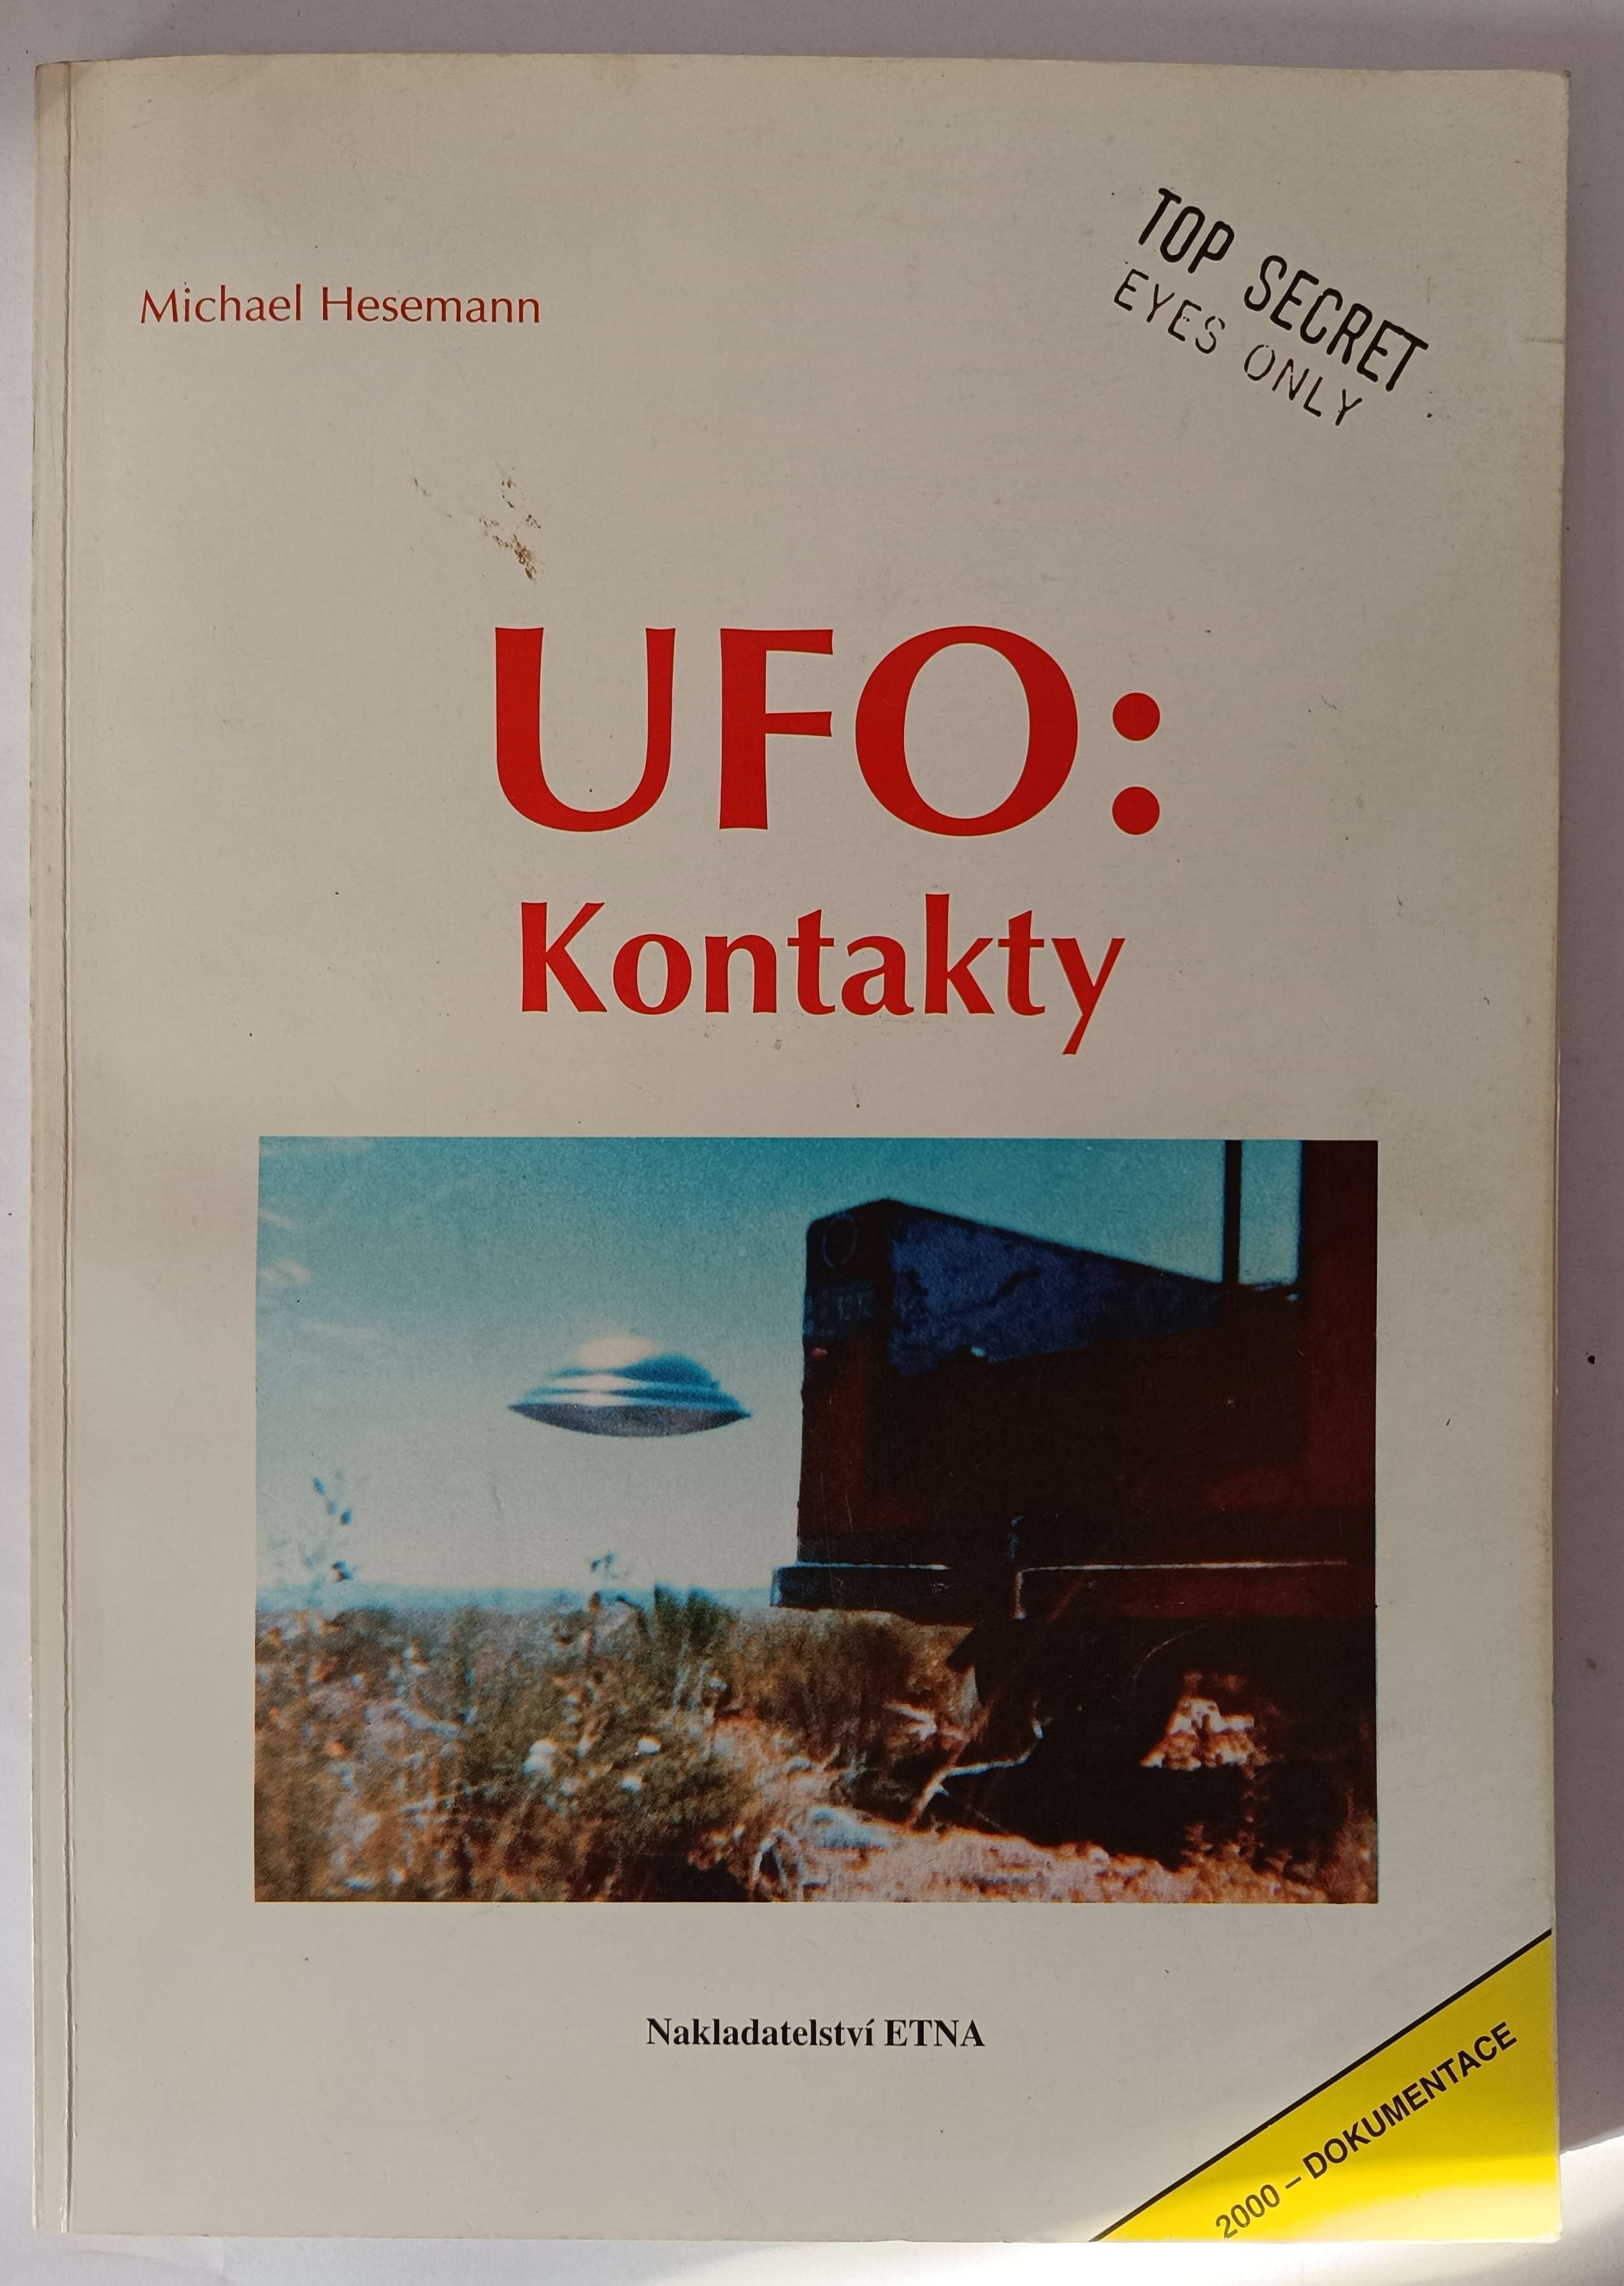 Michael Hesemann
TOP SECRET
EYES ONLY
UFO:
Kontakty
Nakladatelství ETNA
2000 – DOKUMENTACE